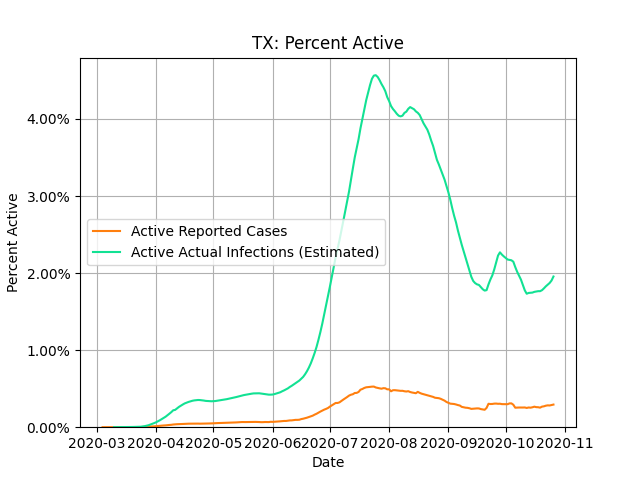 TX: Percent Active
Percent Active
4.00%
3.00%
2.00%
1.00%
0.00%
Active Reported Cases
Active Actual Infections (Estimated)
2020-03 2020-04 2020-05 2020-06 2020-07 2020-08 2020-09 2020-10 2020-11
Date